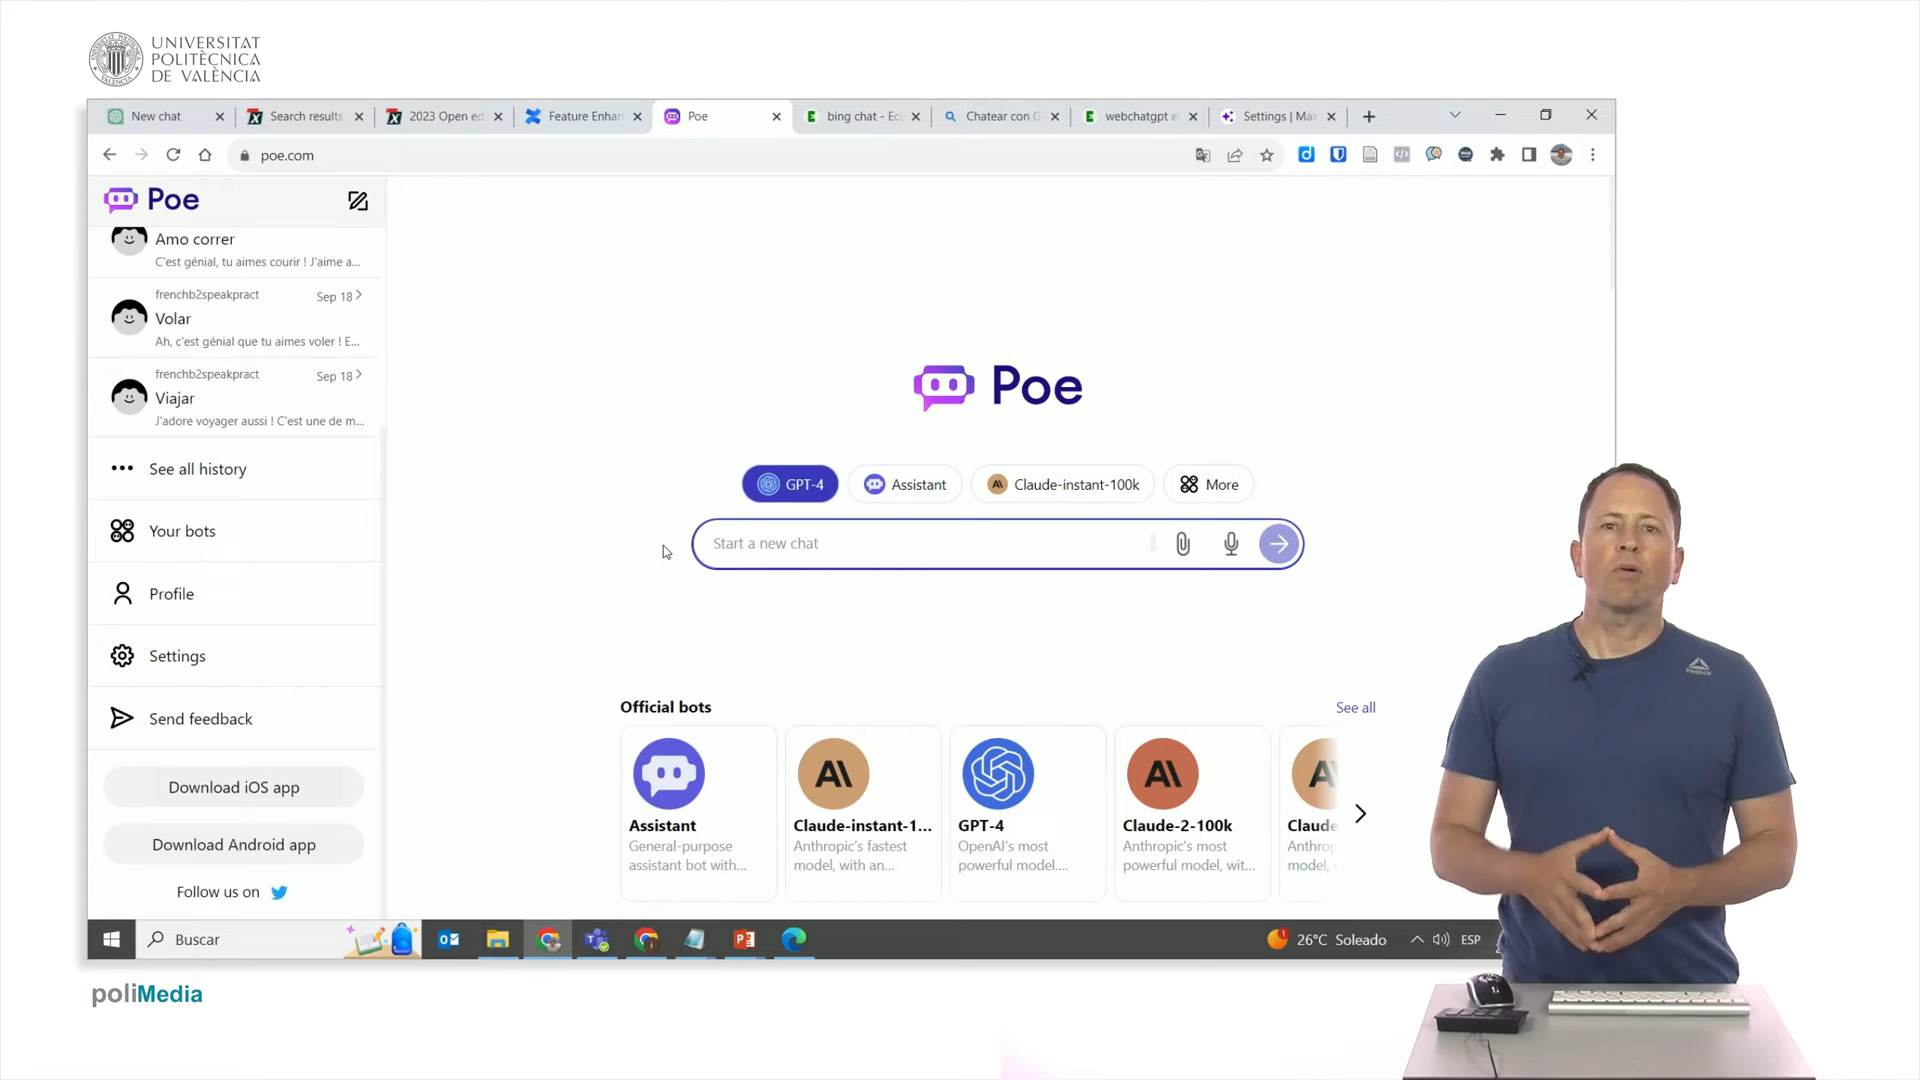 UNIVERSITAT
POLITÈCNICA
DE VALÈNCIA
New chat
Search results
2023 Open ed
Feature Enhan
Poe
bing chat - Ec
Chatear con G
webchatgpt e
Settings | Max
poe.com
Poe
Amo correr
C'est génial, tu aimes courir ! J'aime a...
frenchb2speakpract
Sep 18
Volar
Ah, c'est génial que tu aimes voler ! E...
frenchb2speakpract
Sep 18
Viajar
J'adore voyager aussi ! C'est une de m...
See all history
Your bots
Profile
Settings
Send feedback
Download iOS app
Download Android app
Follow us on
Poe
GPT-4
Assistant
Claude-instant-100k
More
Start a new chat
Official bots
See all
Assistant
General-purpose
assistant bot with...
Claude-instant-1...
Anthropic's fastest
model, with an...
GPT-4
OpenAI's most
powerful model....
Claude-2-100k
Anthropic's most
powerful model, wit...
Claude
Anthrop
model,
Buscar
26°C Soleado
ESP
Reebok
poliMedia